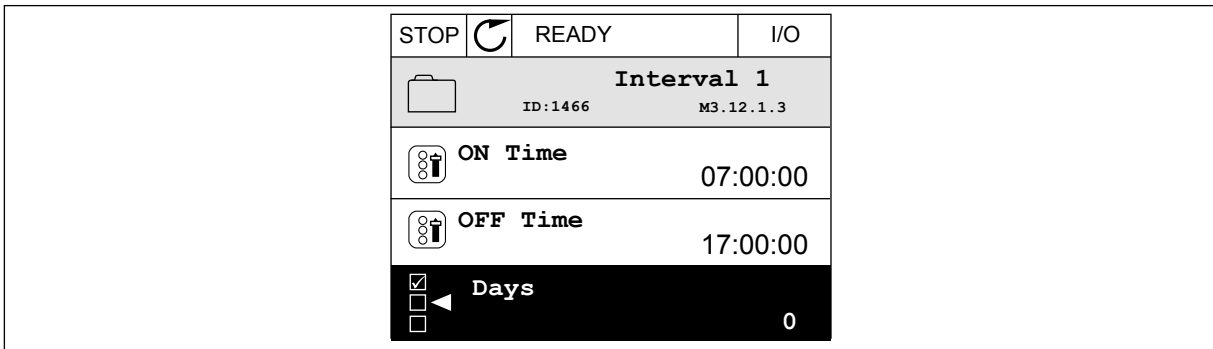 STOP READY I/O
Interval 1
ID:1466 M3.12.1.3
ON Time
07:00:00
OFF Time
17:00:00
Days
0